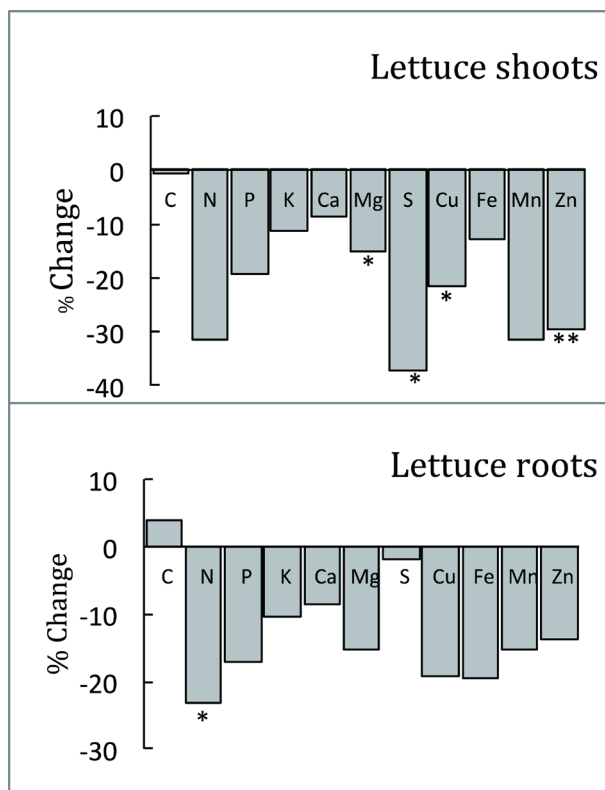 Lettuce shoots
% Change
10
0
-10
-20
-30
-40
C N P K Ca Mg S Cu Fe Mn Zn
* * * **
Lettuce roots
% Change
10
0
-10
-20
-30
C N P K Ca Mg S Cu Fe Mn Zn
*